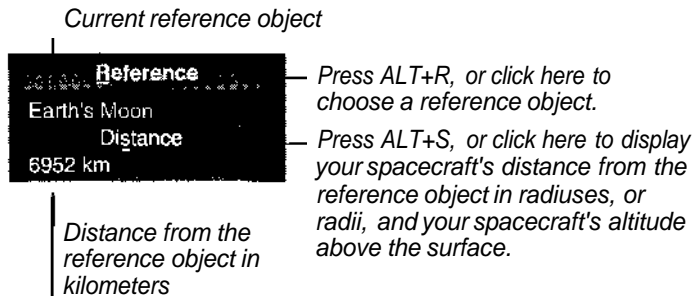 Current reference object
Reference
Earth's Moon
Distance
6952 km
Press ALT+R, or click here to
choose a reference object.
Press ALT+S, or click here to display
your spacecraft's distance from the
reference object in radiuses, or
radii, and your spacecraft's altitude
above the surface.
Distance from the
reference object in
kilometers